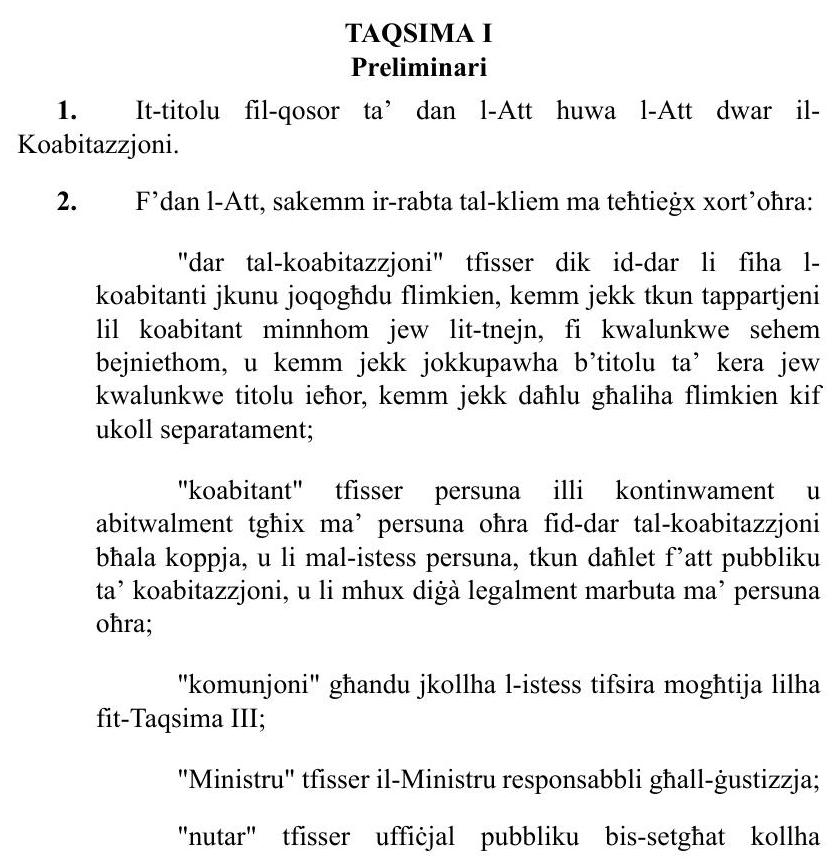 TAQSIMA I
Preliminari
1. It-titolu fil-qosor ta’ dan l-Att huwa l-Att dwar il-
Koabitazzjoni.
2. F’dan l-Att, sakemm ir-rabta tal-kliem ma teħtieġx xort’oħra:
"dar tal-koabitazzjoni" tfisser dik id-dar li fiha l-
koabitanti jkunu joqogħdu flimkien, kemm jekk tkun tappartjeni
lil koabitant minnhom jew lit-tnejn, fi kwalunkwe sehem
bejniethom, u kemm jekk jokkupawha b’titolu ta’ kera jew
kwalunkwe titolu ieħor, kemm jekk daħlu għaliha flimkien kif
ukoll separatament;
"koabitant" tfisser persuna illi kontinwament u
abitwalment tgħix ma’ persuna oħra fid-dar tal-koabitazzjoni
bħala koppja, u li mal-istess persuna, tkun daħlet f’att pubbliku
ta’ koabitazzjoni, u li mhux diġà legalment marbuta ma’ persuna
oħra;
"komunjoni" għandu jkollha l-istess tifsira mogħtija lilha
fit-Taqsima III;
"Ministru" tfisser il-Ministru responsabbli għall-ġustizzja;
"nutar" tfisser uffiċjal pubbliku bis-setgħat kollha